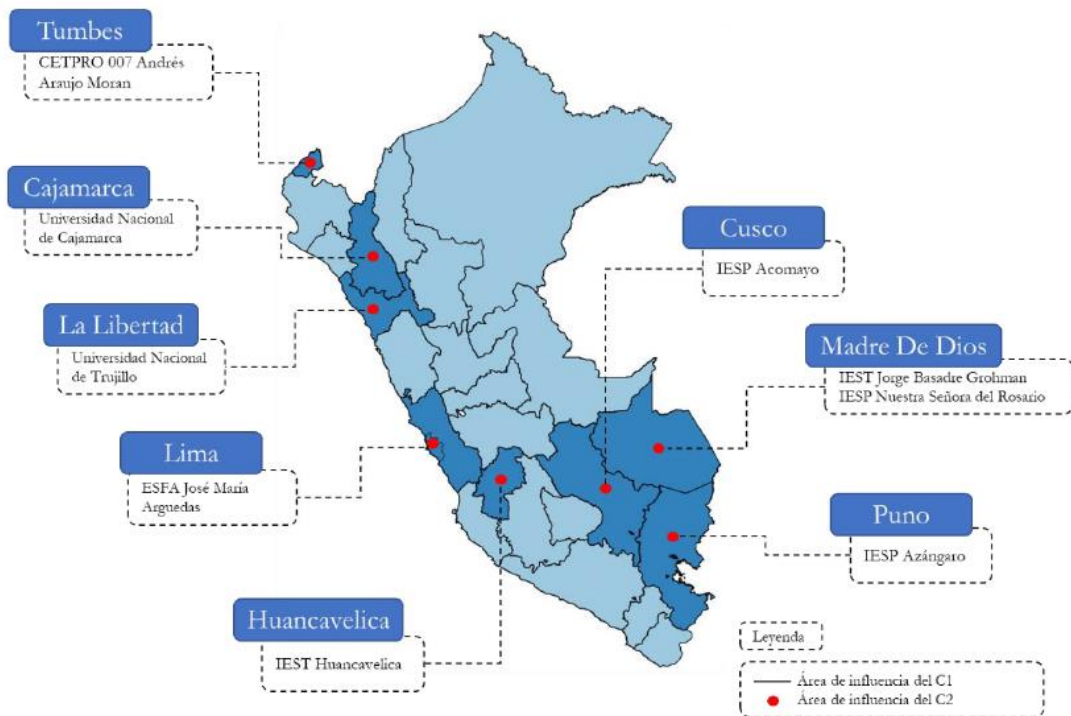 Tumbes
CETPRO 007 Andrés
Araujo Moran
Cajamarca
Universidad Nacional
de Cajamarca
La Libertad
Universidad Nacional
de Trujillo
Lima
ESFA José María
Arguedas
Huancavelica
IEST Huancavelica
Cusco
IESP Acomayo
Madre De Dios
IEST Jorge Basadre Grohman
IESP Nuestra Señora del Rosario
Puno
IESP Azángaro
Leyenda
Área de influencia del C1
Área de influencia del C2